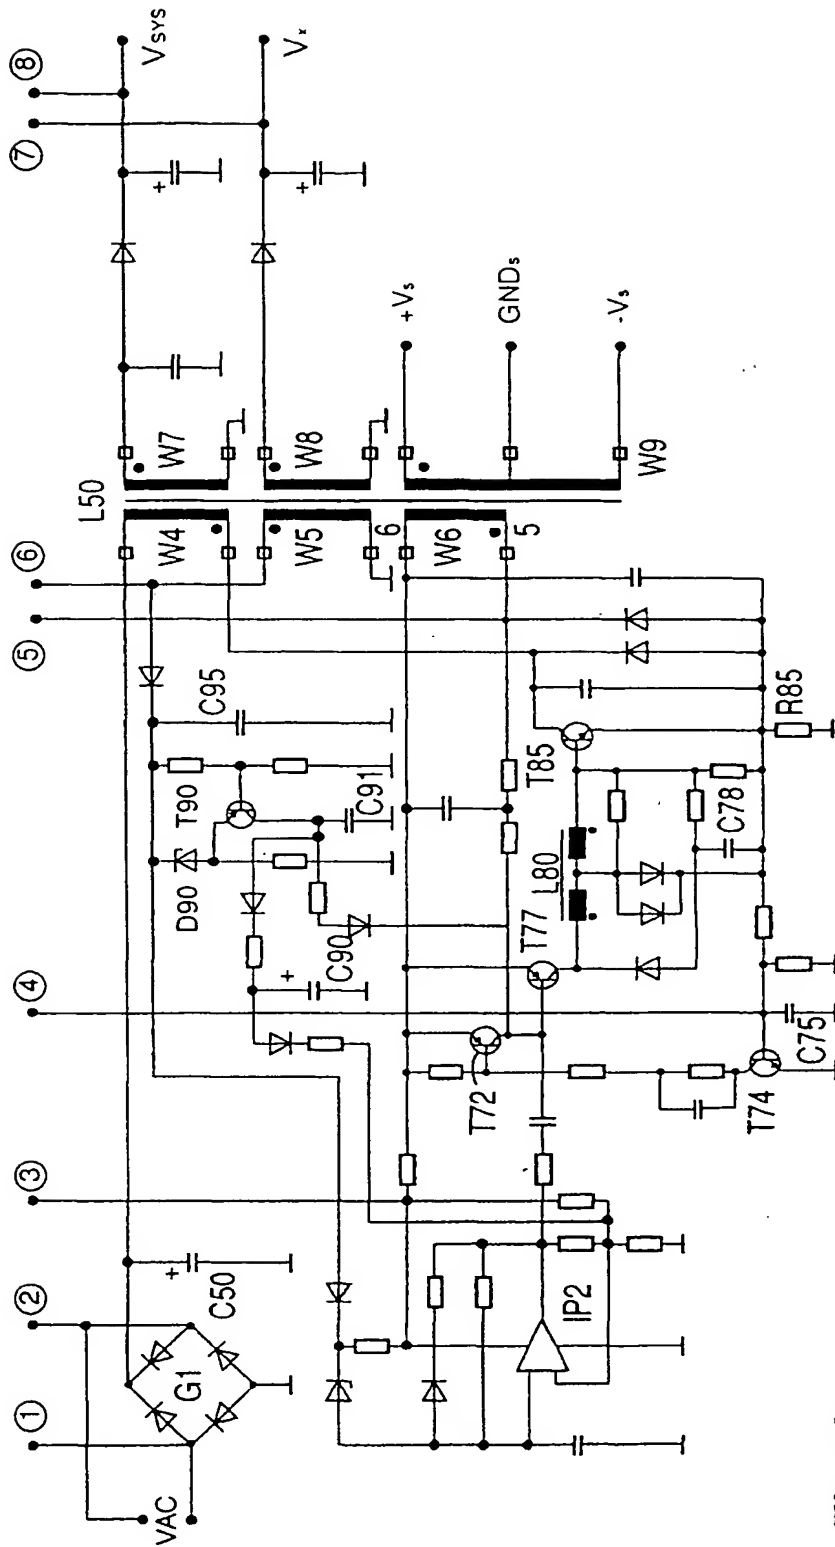 ① ② ③ ④ ⑤ ⑥ ⑦ ⑧
VAC
G1
C50
L50
W4
W7
VSYS
D90
T90
C95
W5
W8
Vx
C90
C91
6
W6
5
+Vs
GNDs
-Vs
W9
T72
T77
L80
T85
IP2
C78
T74
C75
R85